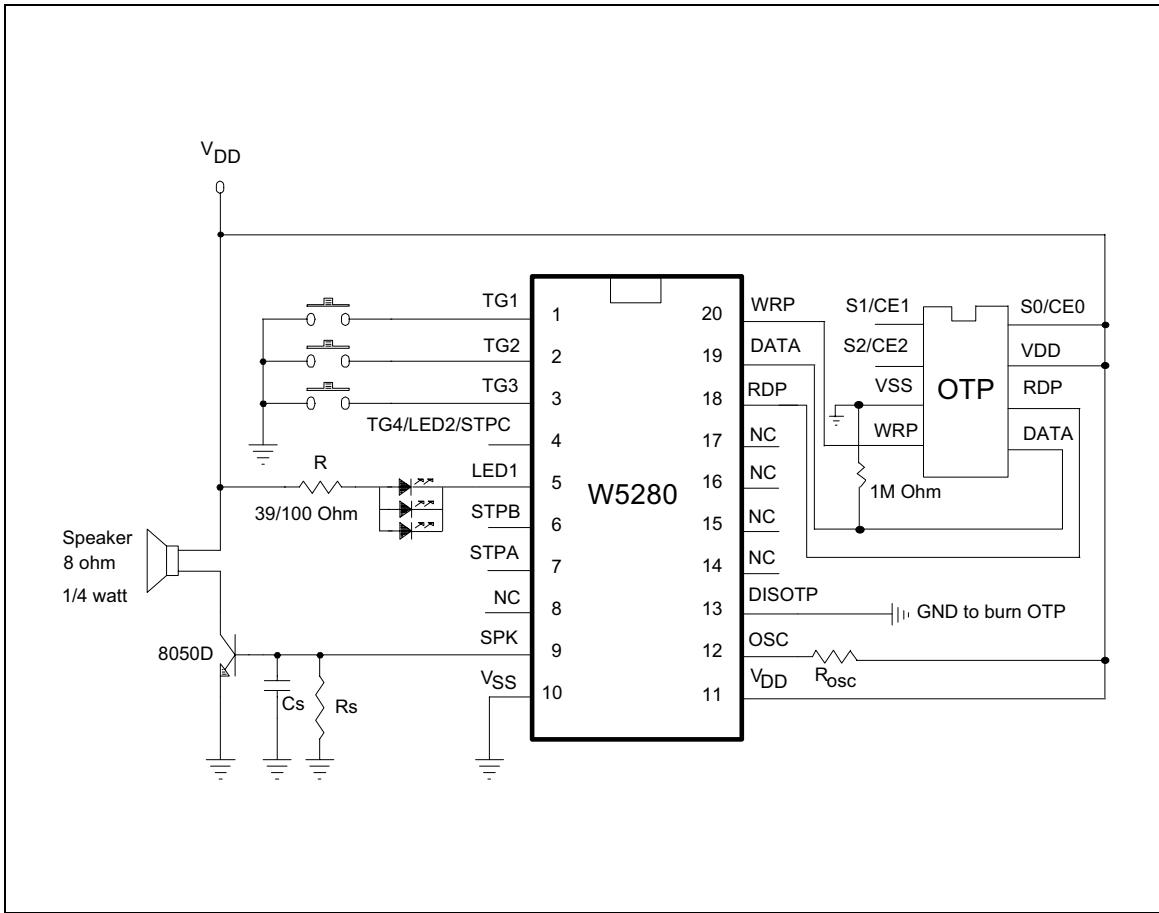 VDD
TG1
TG2
TG3
TG4/LED2/STPC
LED1
STPB
STPA
NC
SPK
VSS
1
2
3
4
5
6
7
8
9
10
W5280
20
19
18
17
16
15
14
13
12
11
WRP
DATA
RDP
NC
NC
NC
NC
DISOTP
OSC
VDD
R
39/100 Ohm
Speaker
8 ohm
1/4 watt
8050D
Cs
Rs
S1/CE1
S2/CE2
VSS
WRP
OTP
S0/CE0
VDD
RDP
DATA
1M Ohm
GND to burn OTP
Rosc